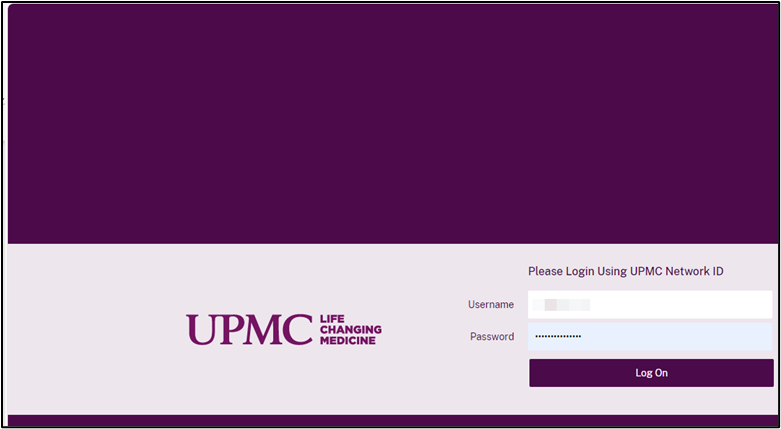 Please Login Using UPMC Network ID
Username
Password
••••••••••••••••
UPMC
LIFE
CHANGING
MEDICINE
Log On